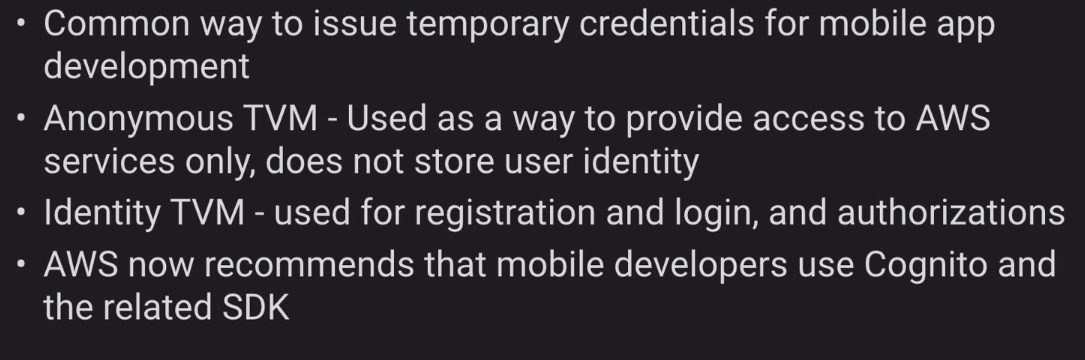 • Common way to issue temporary credentials for mobile app
development
• Anonymous TVM - Used as a way to provide access to AWS
services only, does not store user identity
• Identity TVM - used for registration and login, and authorizations
• AWS now recommends that mobile developers use Cognito and
the related SDK